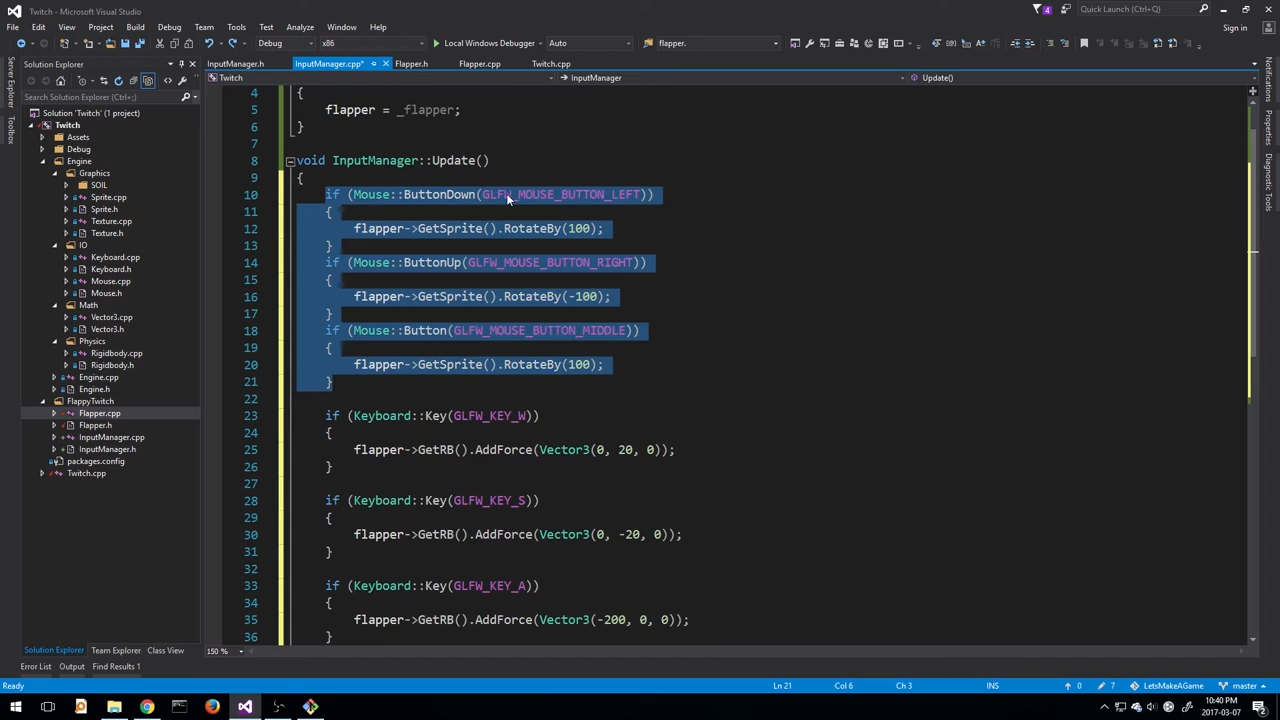 Twitch - Microsoft Visual Studio
4
Quick Launch (Ctrl+Q)
File Edit View Project Build Debug Team Tools Test Analyze Window Help
Sign in
Debug x86 Local Windows Debugger Auto flapper.
Server Explorer
Toolbox
Solution Explorer
Search Solution Explorer (Ctrl+;)
Solution 'Twitch' (1 project)
Twitch
Assets
Debug
Engine
Graphics
SOIL
Sprite.cpp
Sprite.h
Texture.cpp
Texture.h
IO
Keyboard.cpp
Keyboard.h
Mouse.cpp
Mouse.h
Math
Vector3.cpp
Vector3.h
Physics
Rigidbody.cpp
Rigidbody.h
Engine.cpp
Engine.h
FlappyTwitch
Flapper.cpp
Flapper.h
InputManager.cpp
InputManager.h
packages.config
Twitch.cpp
Solution Explorer Team Explorer Class View
InputManager.h InputManager.cpp* Flapper.h Flapper.cpp Twitch.cpp
Twitch InputManager Update()
4 {
5 flapper = _flapper;
6 }
7
8 void InputManager::Update()
9 {
10 if (Mouse::ButtonDown(GLFW_MOUSE_BUTTON_LEFT))
11 {
12 flapper->GetSprite().RotateBy(100);
13 }
14 if (Mouse::ButtonUp(GLFW_MOUSE_BUTTON_RIGHT))
15 {
16 flapper->GetSprite().RotateBy(-100);
17 }
18 if (Mouse::Button(GLFW_MOUSE_BUTTON_MIDDLE))
19 {
20 flapper->GetSprite().RotateBy(100);
21 }
22
23 if (Keyboard::Key(GLFW_KEY_W))
24 {
25 flapper->GetRB().AddForce(Vector3(0, 20, 0));
26 }
27
28 if (Keyboard::Key(GLFW_KEY_S))
29 {
30 flapper->GetRB().AddForce(Vector3(0, -20, 0));
31 }
32
33 if (Keyboard::Key(GLFW_KEY_A))
34 {
35 flapper->GetRB().AddForce(Vector3(-200, 0, 0));
36 }
150 %
Notifications
Properties
Diagnostic Tools
Error List Output Find Results 1
Ready Ln 21 Col 6 Ch 3 INS 0 7 LetsMakeAGame master
10:40 PM
2017-03-07
2